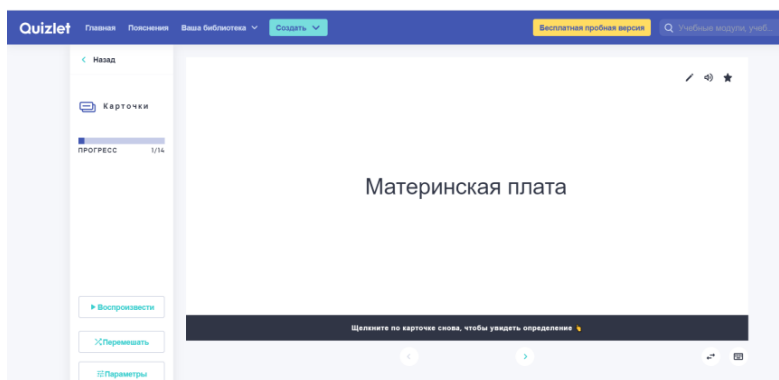 Quizlet Главная Пояснения Ваша библиотека Создать Бесплатная пробная версия Учебные модули, учеб...
Назад
Карточки
ПРОГРЕСС 1/14
Материнская плата
Воспроизвести
Щелкните по карточке снова, чтобы увидеть определение
Перемешать
Параметры